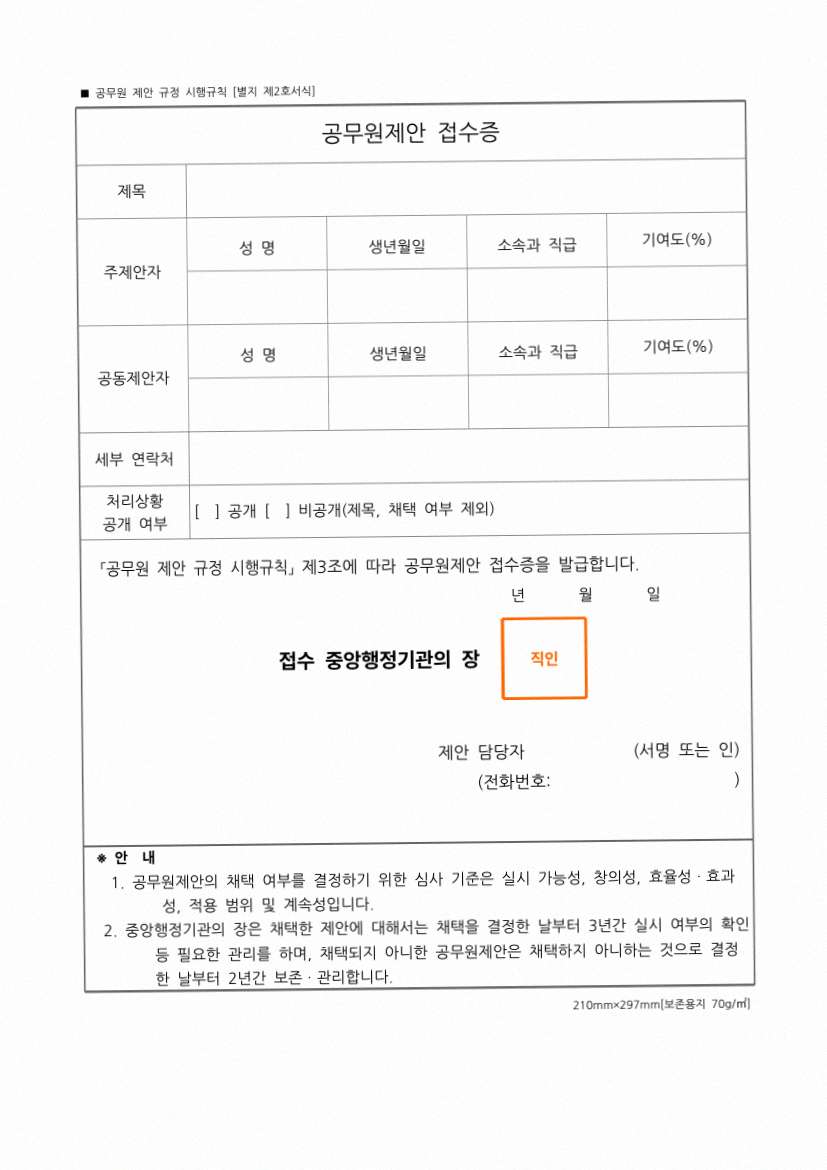 ■ 공무원 제안 규정 시행규칙 [별지 제2호서식]
공무원제안 접수증
제목
주제안자
성 명
생년월일
소속과 직급
기여도(%)
공동제안자
성 명
생년월일
소속과 직급
기여도(%)
세부 연락처
처리상황
공개 여부
[ ] 공개 [ ] 비공개(제목, 채택 여부 제외)
「공무원 제안 규정 시행규칙」 제3조에 따라 공무원제안 접수증을 발급합니다.
년 월 일
접수 중앙행정기관의 장
직인
제안 담당자 (서명 또는 인)
(전화번호: )
※ 안 내
1. 공무원제안의 채택 여부를 결정하기 위한 심사 기준은 실시 가능성, 창의성, 효율성ㆍ효과
성, 적용 범위 및 계속성입니다.
2. 중앙행정기관의 장은 채택한 제안에 대해서는 채택을 결정한 날부터 3년간 실시 여부의 확인
등 필요한 관리를 하며, 채택되지 아니한 공무원제안은 채택하지 아니하는 것으로 결정
한 날부터 2년간 보존ㆍ관리합니다.
210mm×297mm[보존용지 70g/㎡]